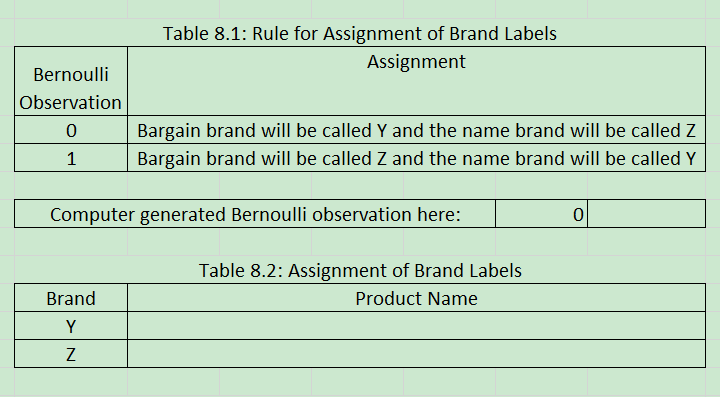 Table 8.1: Rule for Assignment of Brand Labels
Bernoulli
Observation
Assignment
0 Bargain brand will be called Y and the name brand will be called Z
1 Bargain brand will be called Z and the name brand will be called Y
Computer generated Bernoulli observation here: 0
Table 8.2: Assignment of Brand Labels
Brand Product Name
Y
Z